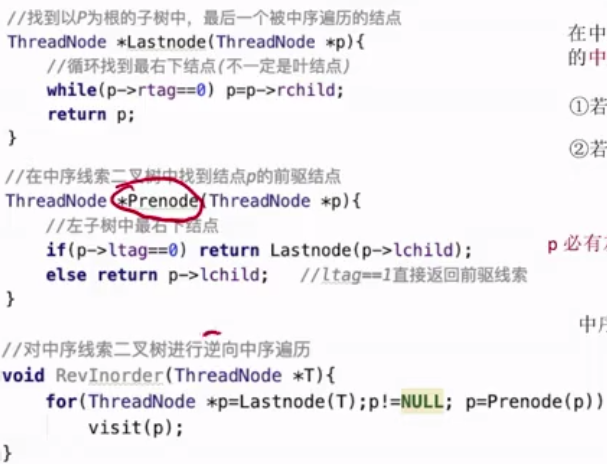 //找到以P为根的子树中，最后一个被中序遍历的结点
ThreadNode *Lastnode(ThreadNode *p){
//循环找到最右下结点(不一定是叶结点)
while(p->rtag==0) p=p->rchild;
return p;
}
//在中序线索二叉树中找到结点p的前驱结点
ThreadNode *Prenode(ThreadNode *p){
//左子树中最右下结点
if(p->ltag==0) return Lastnode(p->lchild);
else return p->lchild; //ltag==1直接返回前驱线索
}
//对中序线索二叉树进行逆向中序遍历
void RevInorder(ThreadNode *T){
for(ThreadNode *p=Lastnode(T);p!=NULL; p=Prenode(p))
visit(p);
}
在中
的中
①若
②若
p 必有
中